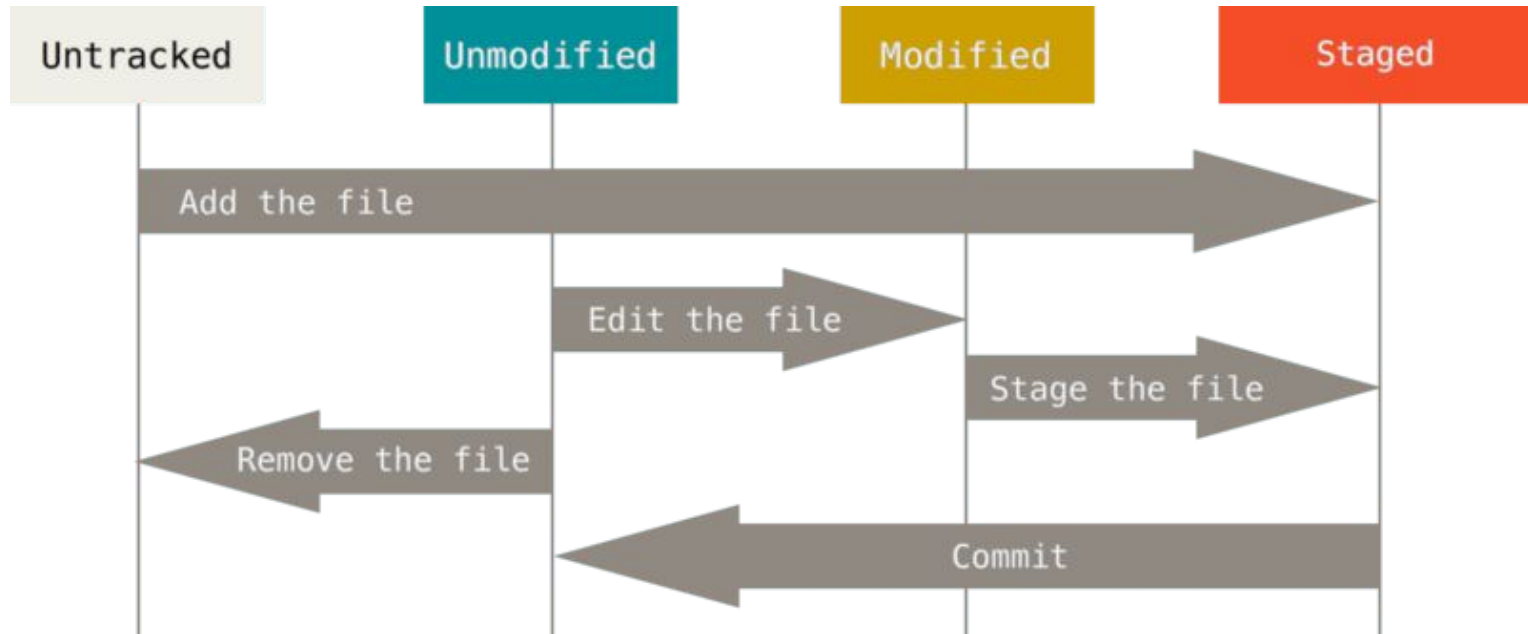 Untracked
Unmodified
Modified
Staged
Add the file
Edit the file
Stage the file
Remove the file
Commit